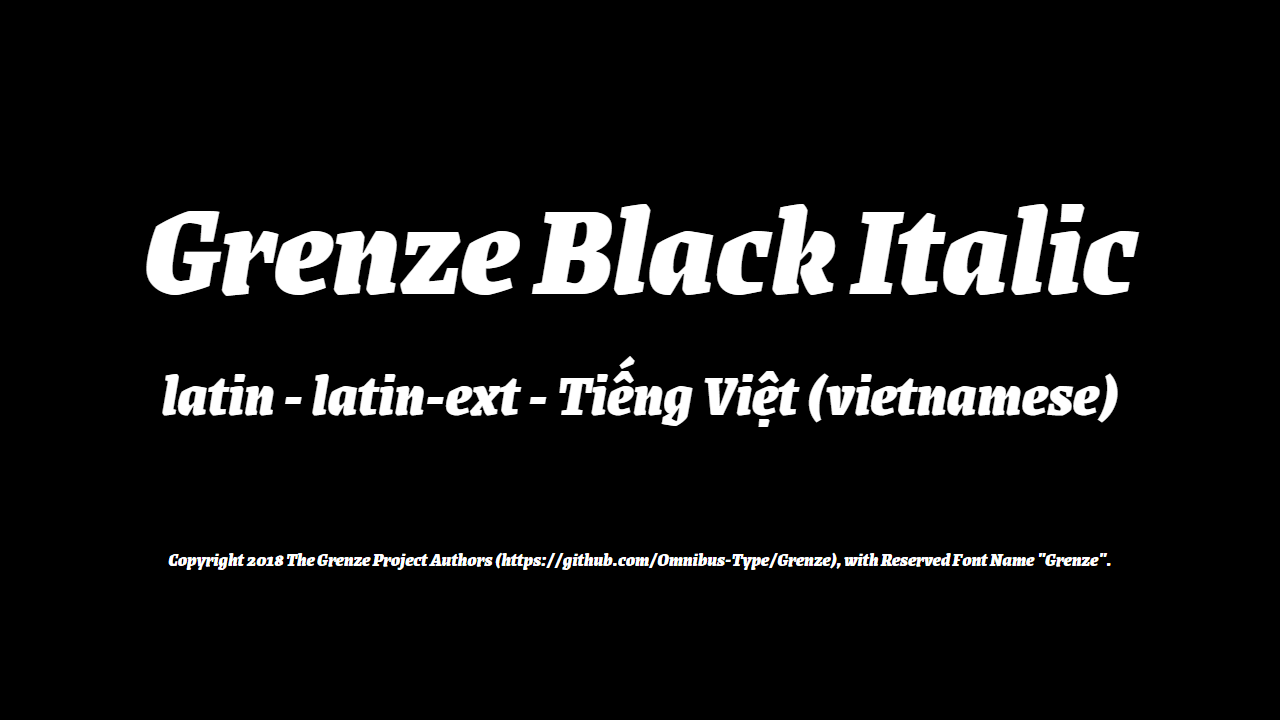 Grenze Black Italic
latin - latin-ext - Tiếng Việt (vietnamese)
Copyright 2018 The Grenze Project Authors (https://github.com/Omnibus-Type/Grenze), with Reserved Font Name "Grenze".